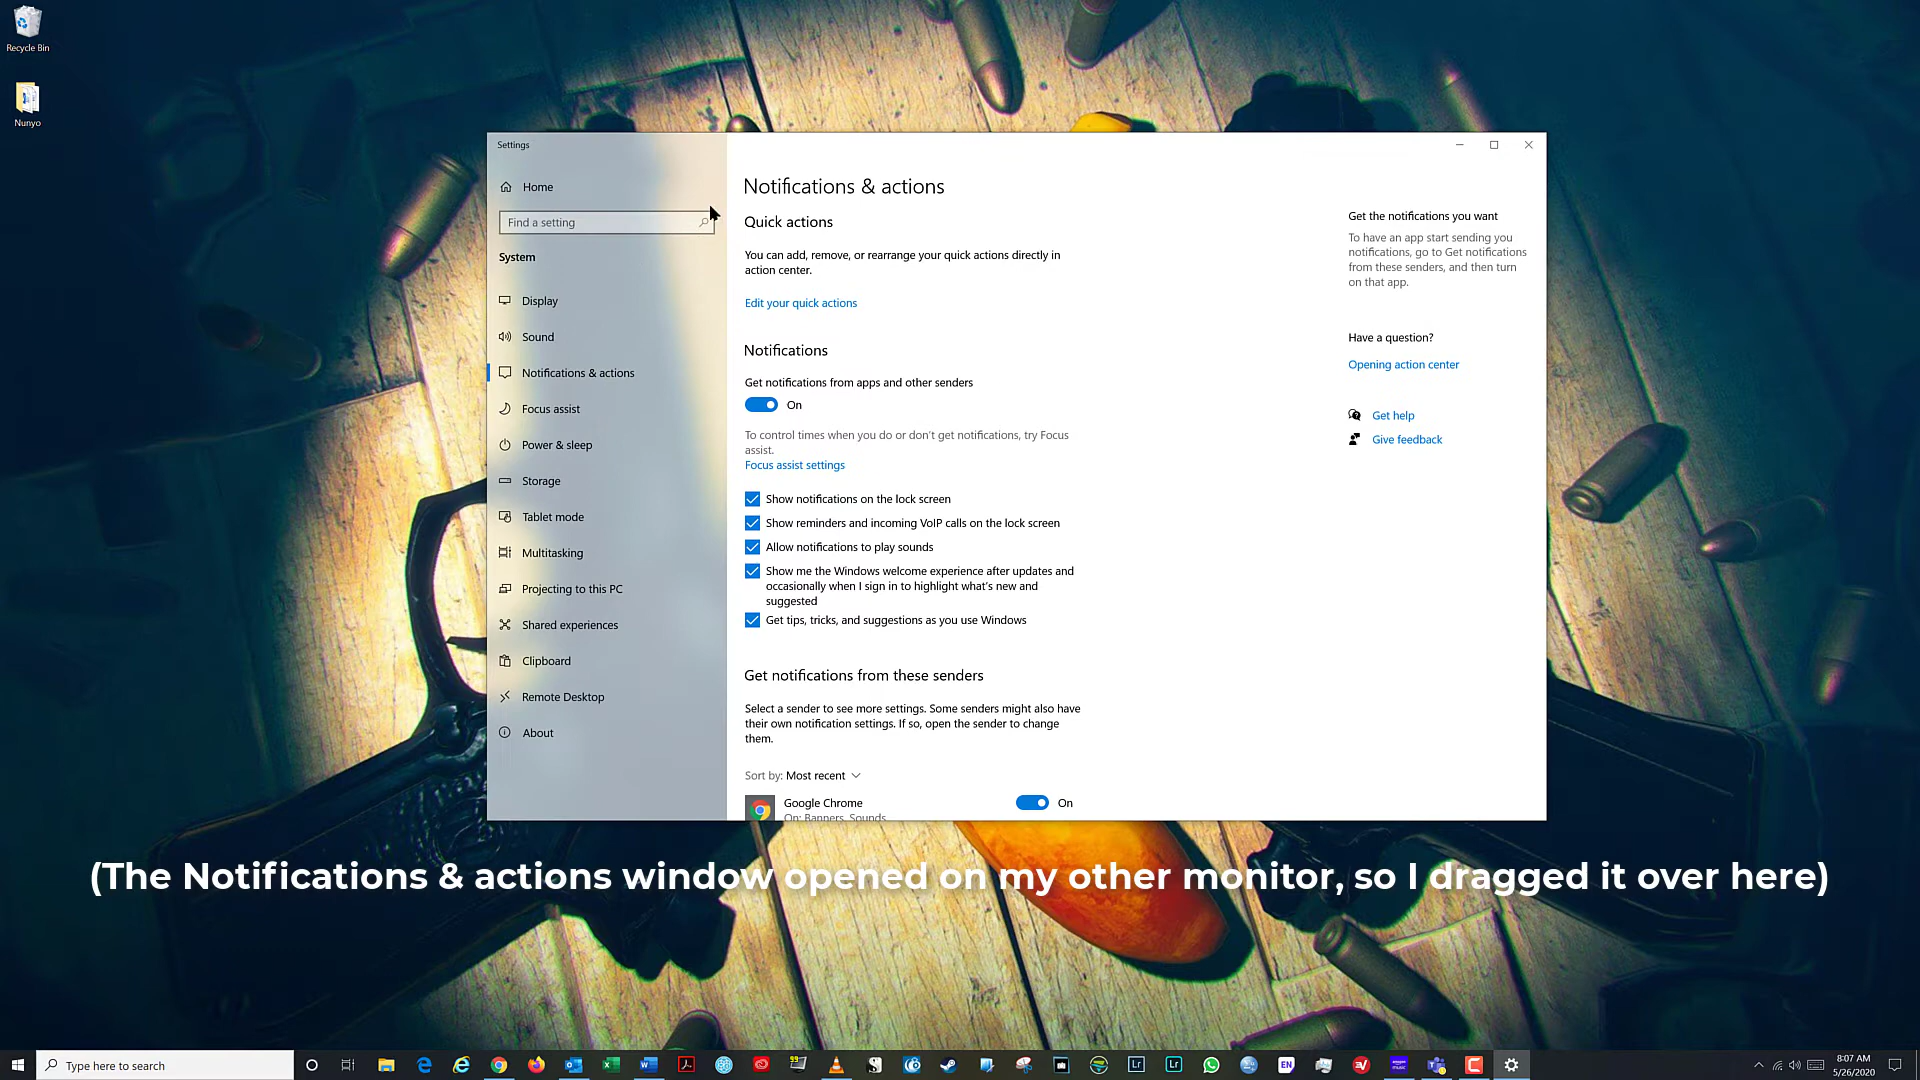 Recycle Bin
Nunyo
Settings
Home
Find a setting
System
Display
Sound
Notifications & actions
Focus assist
Power & sleep
Storage
Tablet mode
Multitasking
Projecting to this PC
Shared experiences
Clipboard
Remote Desktop
About
Notifications & actions
Quick actions
You can add, remove, or rearrange your quick actions directly in
action center.
Edit your quick actions
Notifications
Get notifications from apps and other senders
On
To control times when you do or don't get notifications, try Focus
assist.
Focus assist settings
Show notifications on the lock screen
Show reminders and incoming VoIP calls on the lock screen
Allow notifications to play sounds
Show me the Windows welcome experience after updates and
occasionally when I sign in to highlight what's new and
suggested
Get tips, tricks, and suggestions as you use Windows
Get notifications from these senders
Select a sender to see more settings. Some senders might also have
their own notification settings. If so, open the sender to change
them.
Sort by: Most recent
Google Chrome
On
On: Banners, Sounds
Get the notifications you want
To have an app start sending you
notifications, go to Get notifications
from these senders, and then turn
on that app.
Have a question?
Opening action center
Get help
Give feedback
(The Notifications & actions window opened on my other monitor, so I dragged it over here)
Type here to search
99
Lr
Lr
EN
8:07 AM
5/26/2020